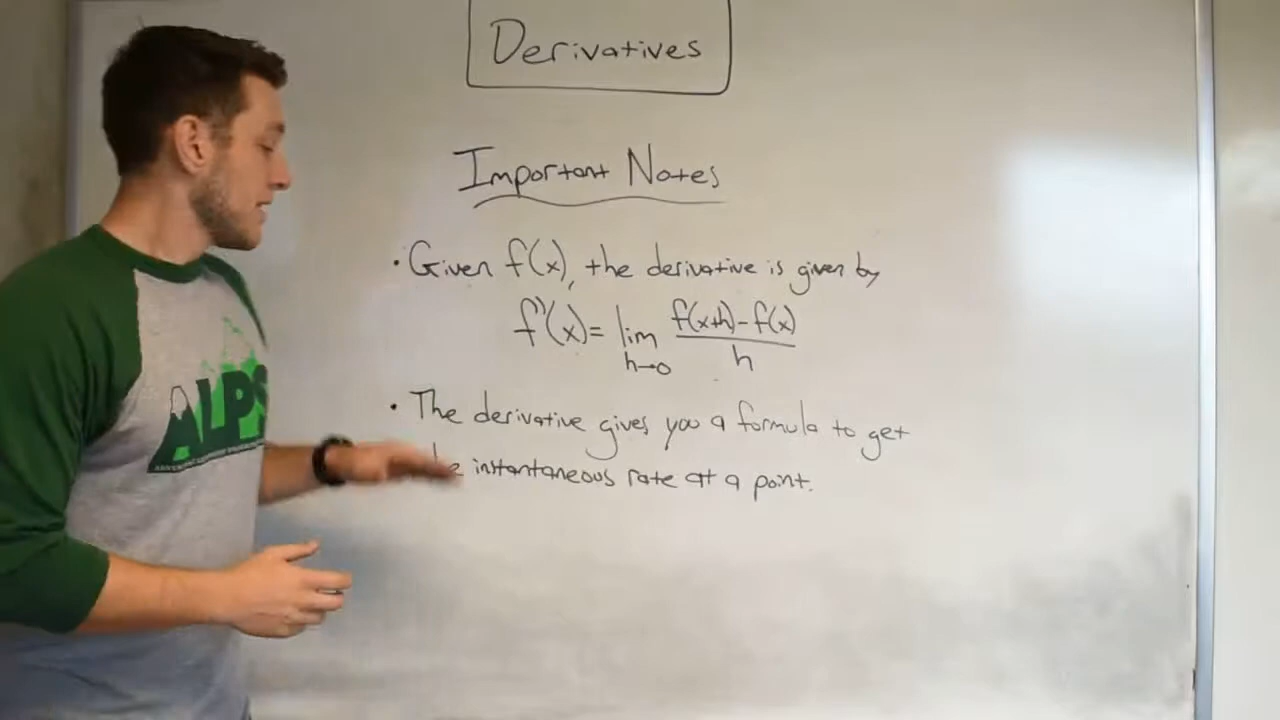 Derivatives
Important Notes
• Given f(x), the derivative is given by
f'(x) = lim h→0 f(x+h)-f(x) / h
• The derivative gives you a formula to get
instantaneous rate at a point.
ALPS